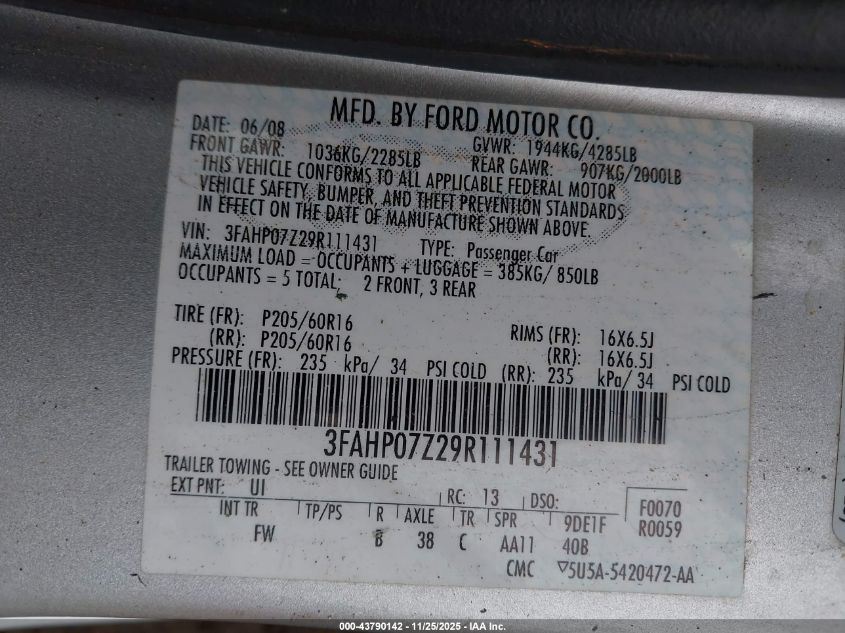 MFD. BY FORD MOTOR CO.
DATE: 06/08 GVWR: 1944KG/4285LB
FRONT GAWR: 1036KG/2285LB REAR GAWR: 907KG/2000LB
THIS VEHICLE CONFORMS TO ALL APPLICABLE FEDERAL MOTOR
VEHICLE SAFETY, BUMPER, AND THEFT PREVENTION STANDARDS
IN EFFECT ON THE DATE OF MANUFACTURE SHOWN ABOVE.
VIN: 3FAHP07Z29R111431 TYPE: Passenger Car
MAXIMUM LOAD = OCCUPANTS + LUGGAGE = 385KG/ 850LB
OCCUPANTS = 5 TOTAL: 2 FRONT, 3 REAR
TIRE (FR): P205/60R16 RIMS (FR): 16X6.5J
(RR): P205/60R16 (RR): 16X6.5J
PRESSURE (FR): 235 kPa/ 34 PSI COLD (RR): 235 kPa/ 34 PSI COLD
3FAHP07Z29R111431
TRAILER TOWING - SEE OWNER GUIDE
EXT PNT: UI RC: 13 DSO: F0070
INT TR TP/PS R AXLE TR SPR 9DE1F R0059
FW B 38 C AA11 40B
CMC ▽5U5A-5420472-AA
000-43790142 - 11/25/2025 - IAA Inc.